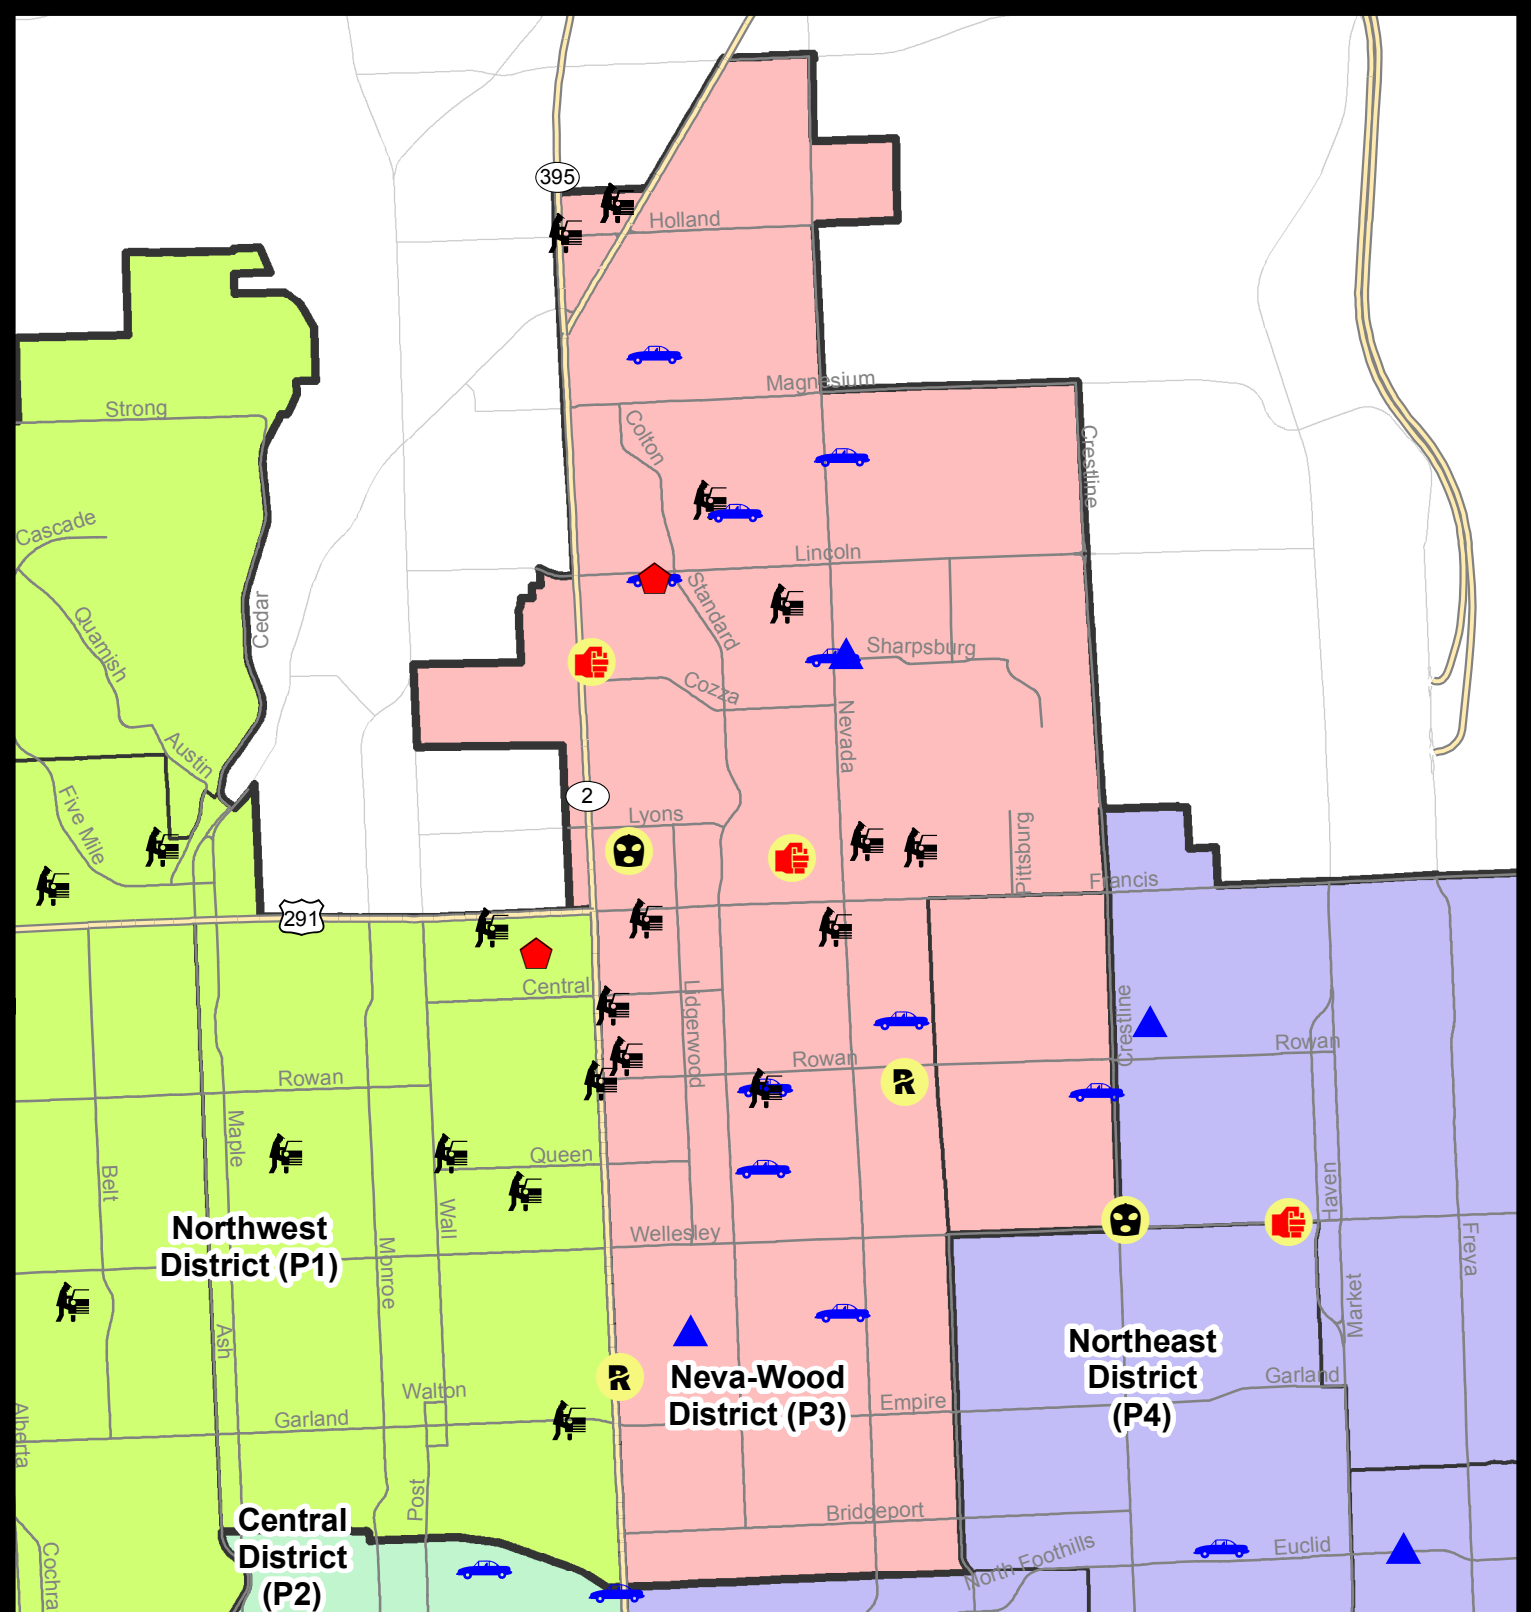 395
Holland
Magnesium
Strong
Colton
Crestline
Cascade
Lincoln
Quamish
Cedar
Standard
Sharpsburg
Cozza
Nevada
Austin
Five Mile
2
Lyons
Pittsburg
Francis
291
Central
Lidgerwood
Crestline
Rowan
Rowan
Rowan
Maple
Queen
Belt
Wall
Haven
Northwest
District (P1)
Wellesley
Monroe
Freya
Ash
Market
Northeast
District
(P4)
Neva-Wood
District (P3)
Walton
Garland
Empire
Garland
Alberta
Post
Bridgeport
Central
District
(P2)
Cochra
North Foothills
Euclid
R
R